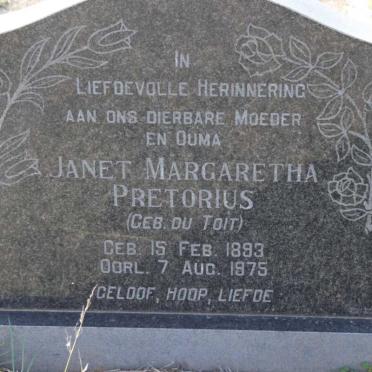 IN
LIEFDEVOLLE HERINNERING
AAN ONS DIERBARE MOEDER
EN OUMA
JANET MARGARETHA
PRETORIUS
(GEB. DU TOIT)
GEB. 15 FEB. 1893
OORL. 7 AUG. 1975
GELOOF, HOOP, LIEFDE